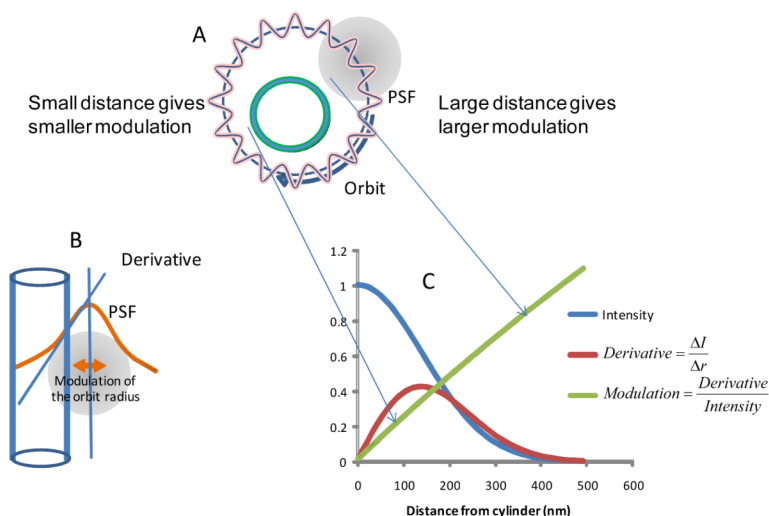 A
Small distance gives
smaller modulation
PSF
Large distance gives
larger modulation
Orbit
B
Derivative
PSF
Modulation of
the orbit radius
C
1.2
1
0.8
0.6
0.4
0.2
0
0 100 200 300 400 500 600
Distance from cylinder (nm)
Intensity
Derivative = ΔI / Δr
Modulation = Derivative / Intensity